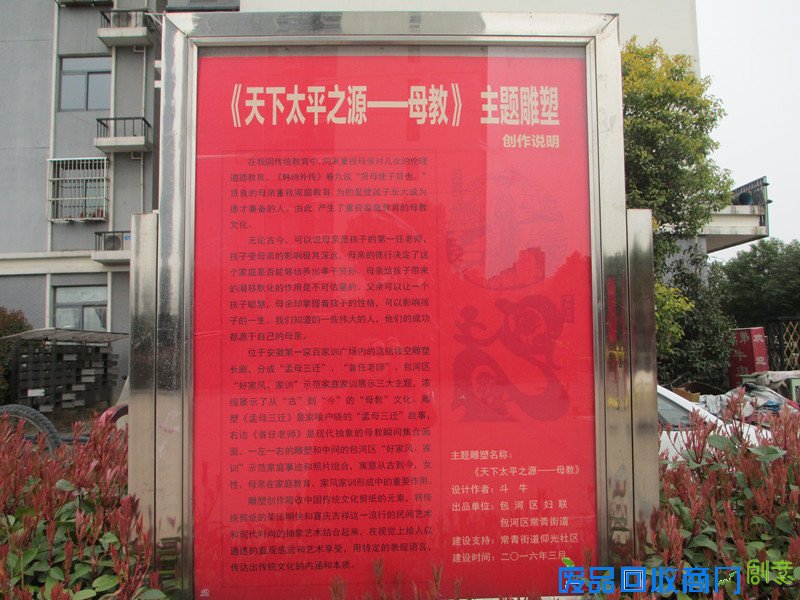 《天下太平之源——母教》 主题雕塑
创作说明
在我国传统教育中,向来重视母亲对儿女的伦理
道德教育。《韩诗外传》卷九说“贤母使子贤也。”
贤良的母亲重视家庭教育,为的是使孩子长大成为
德才兼备的人。由此,产生了重视家庭教育的母教
文化。
无论古今,可以说母亲是孩子的第一任老师,
孩子受母亲的影响极其深远。母亲的德行决定了这
个家庭是否能够培养出孝子贤孙,母亲给孩子带来
的潜移默化的作用是不可估量的。父亲可以让一个
孩子聪慧,母亲却掌握着孩子的性格,可以影响孩
子的一生。我们知道的一些伟大的人,他们的成功
都源于自己的母亲。
位于安徽第一家百家训广场内的这组镂空雕塑
长廊,分成“孟母三迁”、“首任老师”、包河区
“好家风、家训”示范家庭家训展示三大主题,浓
缩展示了从“古”到“今”的“母教”文化。雕
塑《孟母三迁》是家喻户晓的“孟母三迁”故事,
右边《首任老师》是现代抽象的母教瞬间集合画
面,一左一右的雕塑和中间的包河区“好家风、家
训”示范家庭事迹和照片组合,寓意从古到今,女
性、母亲在家庭教育、家风家训形成中的重要作用。
雕塑创作吸收中国传统文化剪纸的元素,将传
统剪纸的简洁明快和喜庆吉祥这一流行的民间艺术
和现代时尚的抽象艺术结合起来,在视觉上给人以
通透的直观感觉和艺术享受,用特定的表现语言,
传达出传统文化的内涵和本质。
主题雕塑名称:
《天下太平之源——母教》
设计作者:斗 牛
出品单位:包河区妇联
包河区常青街道
建设支持:常青街道仰光社区
建设时间:二〇一六年三月
欢迎
废品回收商门
創意